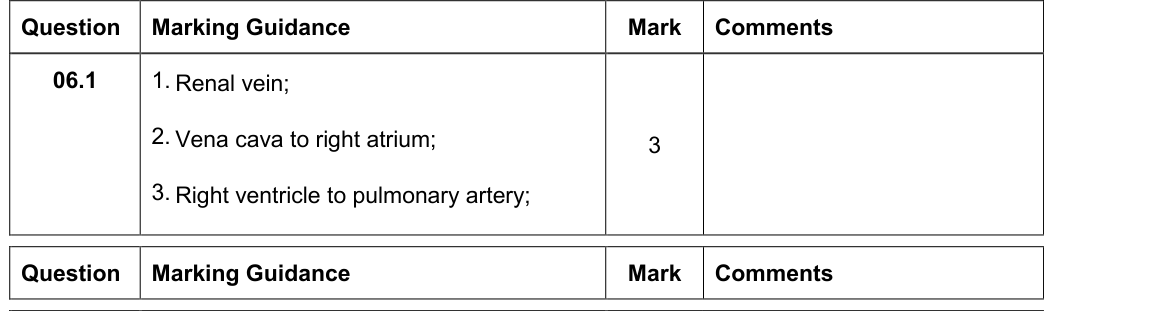 Question Marking Guidance Mark Comments
06.1 1. Renal vein;
2. Vena cava to right atrium;
3
3. Right ventricle to pulmonary artery;
Question Marking Guidance Mark Comments